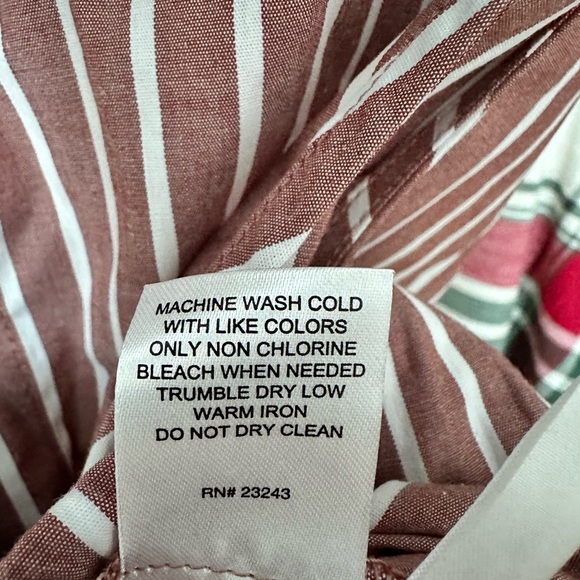 MACHINE WASH COLD
WITH LIKE COLORS
ONLY NON CHLORINE
BLEACH WHEN NEEDED
TRUMBLE DRY LOW
WARM IRON
DO NOT DRY CLEAN
RN# 23243